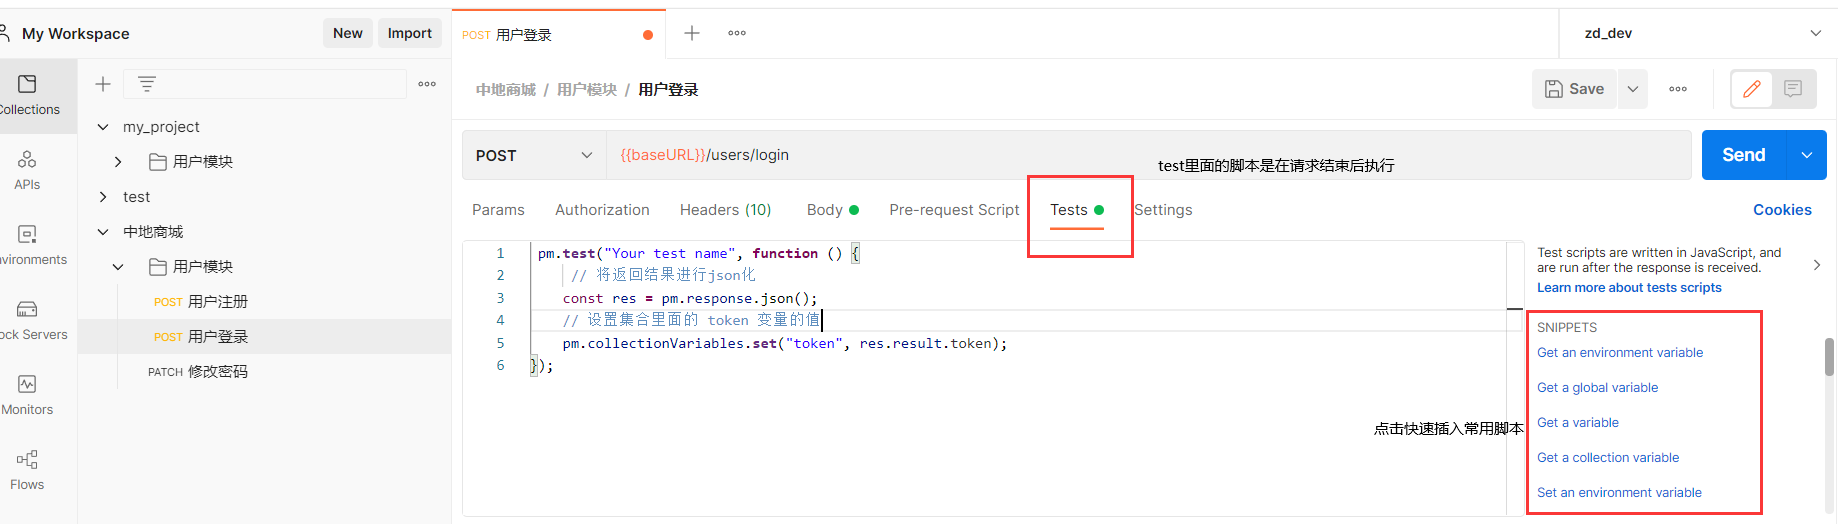 My Workspace
New
Import
POST 用户登录
zd_dev
Collections
APIs
Environments
Mock Servers
Monitors
Flows
my_project
用户模块
test
中地商城
用户模块
POST 用户注册
POST 用户登录
PATCH 修改密码
中地商城 / 用户模块 / 用户登录
Save
POST
{{baseURL}}/users/login
test里面的脚本是在请求结束后执行
Send
Params
Authorization
Headers (10)
Body
Pre-request Script
Tests
Settings
Cookies
1 pm.test("Your test name", function () {
2 // 将返回结果进行json化
3 const res = pm.response.json();
4 // 设置集合里面的 token 变量的值
5 pm.collectionVariables.set("token", res.result.token);
6 });
点击快速插入常用脚本
Test scripts are written in JavaScript, and
are run after the response is received.
Learn more about tests scripts
SNIPPETS
Get an environment variable
Get a global variable
Get a variable
Get a collection variable
Set an environment variable